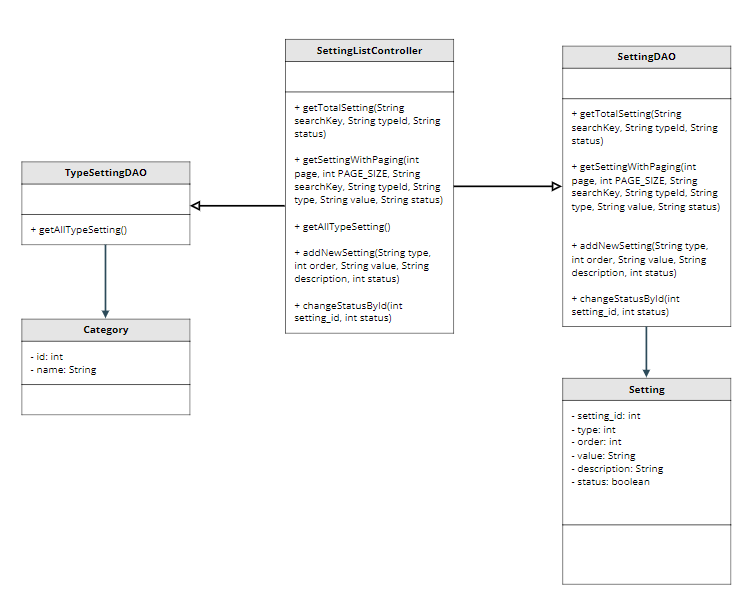 SettingListController
+ getTotalSetting(String
searchKey, String typeId, String
status)
+ getSettingWithPaging(int
page, int PAGE_SIZE, String
searchKey, String typeId, String
type, String value, String status)
+ getAllTypeSetting()
+ addNewSetting(String type,
int order, String value, String
description, int status)
+ changeStatusById(int
setting_id, int status)
SettingDAO
+ getTotalSetting(String
searchKey, String typeId, String
status)
+ getSettingWithPaging(int
page, int PAGE_SIZE, String
searchKey, String typeId, String
type, String value, String status)
+ addNewSetting(String type,
int order, String value, String
description, int status)
+ changeStatusById(int
setting_id, int status)
TypeSettingDAO
+ getAllTypeSetting()
Category
- id: int
- name: String
Setting
- setting_id: int
- type: int
- order: int
- value: String
- description: String
- status: boolean